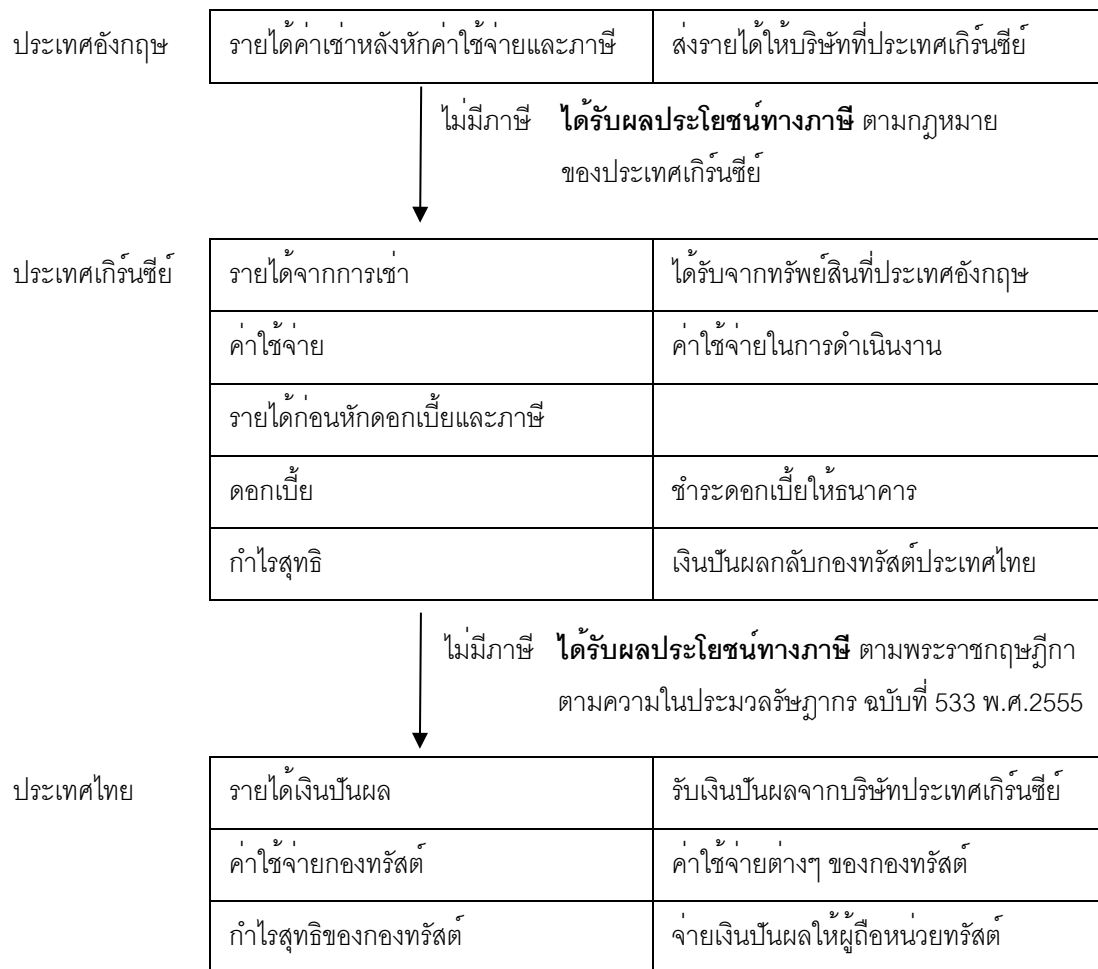 ประเทศอังกฤษ รายได้ค่าเช่าหลังหักค่าใช้จ่ายและภาษี ส่งรายได้ให้บริษัทที่ประเทศเกิร์นซีย์
ไม่มีภาษี ได้รับผลประโยชน์ทางภาษี ตามกฎหมาย
ของประเทศเกิร์นซีย์
ประเทศเกิร์นซีย์ รายได้จากการเช่า ได้รับจากทรัพย์สินที่ประเทศอังกฤษ
ค่าใช้จ่าย ค่าใช้จ่ายในการดำเนินงาน
รายได้ก่อนหักดอกเบี้ยและภาษี
ดอกเบี้ย ชำระดอกเบี้ยให้ธนาคาร
กำไรสุทธิ เงินปันผลกลับกองทรัสต์ประเทศไทย
ไม่มีภาษี ได้รับผลประโยชน์ทางภาษี ตามพระราชกฤษฎีกา
ตามความในประมวลรัษฎากร ฉบับที่ 533 พ.ศ.2555
ประเทศไทย รายได้เงินปันผล รับเงินปันผลจากบริษัทประเทศเกิร์นซีย์
ค่าใช้จ่ายกองทรัสต์ ค่าใช้จ่ายต่างๆ ของกองทรัสต์
กำไรสุทธิของกองทรัสต์ จ่ายเงินปันผลให้ผู้ถือหน่วยทรัสต์